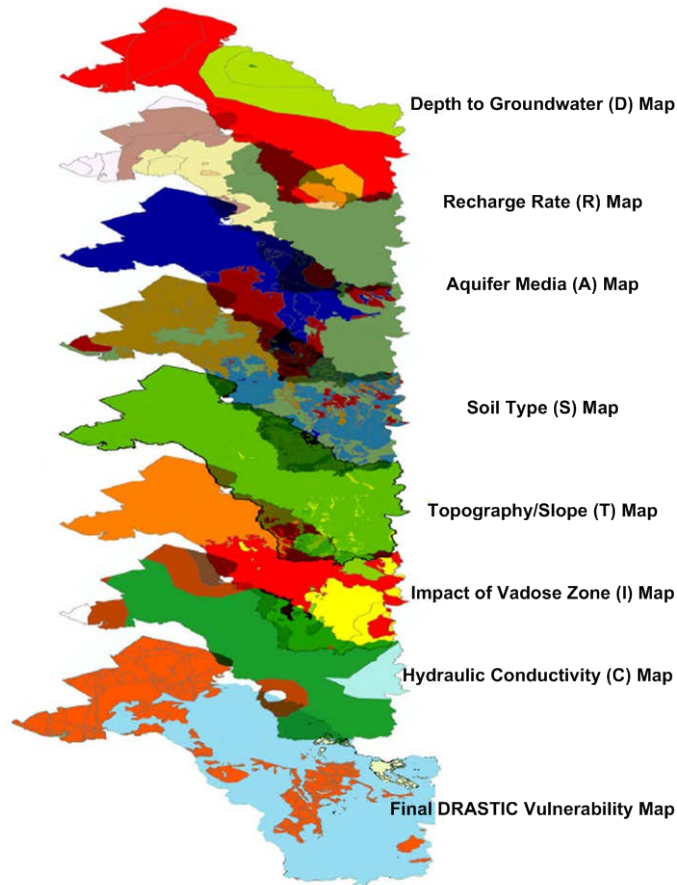 Depth to Groundwater (D) Map
Recharge Rate (R) Map
Aquifer Media (A) Map
Soil Type (S) Map
Topography/Slope (T) Map
Impact of Vadose Zone (I) Map
Hydraulic Conductivity (C) Map
Final DRASTIC Vulnerability Map